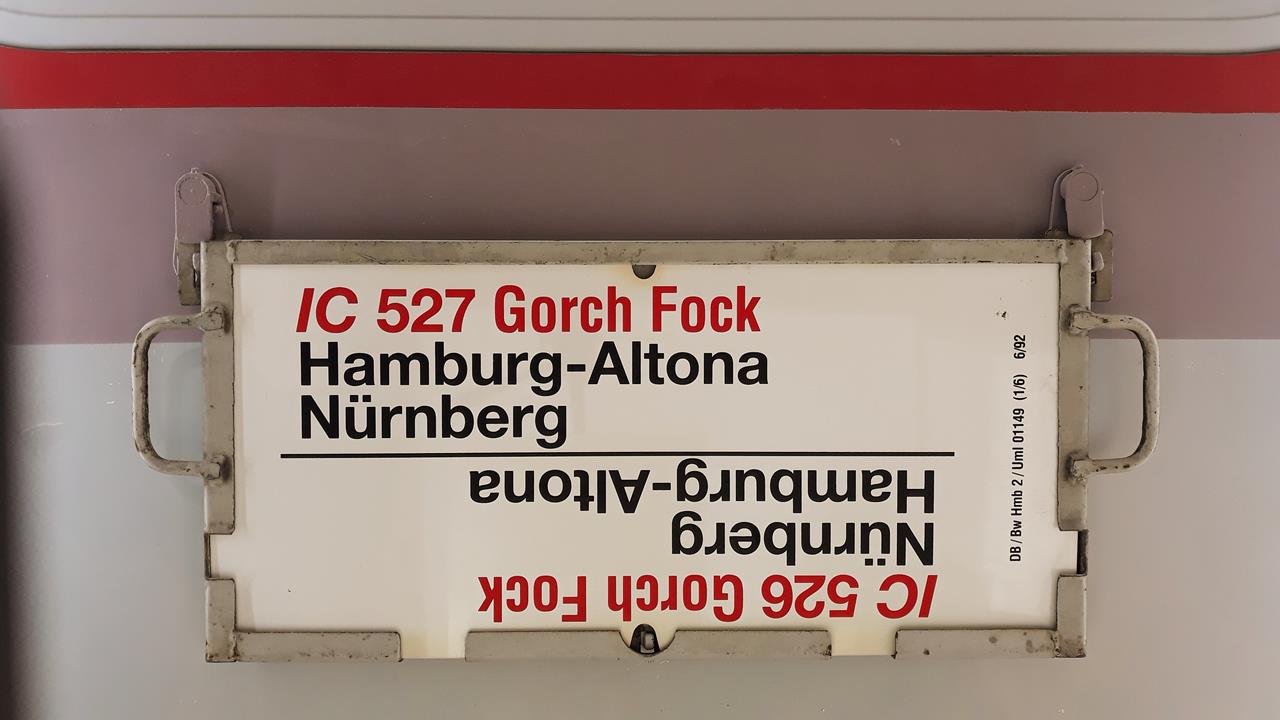 IC 527 Gorch Fock
Hamburg-Altona
Nürnberg
IC 526 Gorch Fock
Nürnberg
Hamburg-Altona
DB / Bw Hmb 2 / Uml 01149 (1/6) 6/92